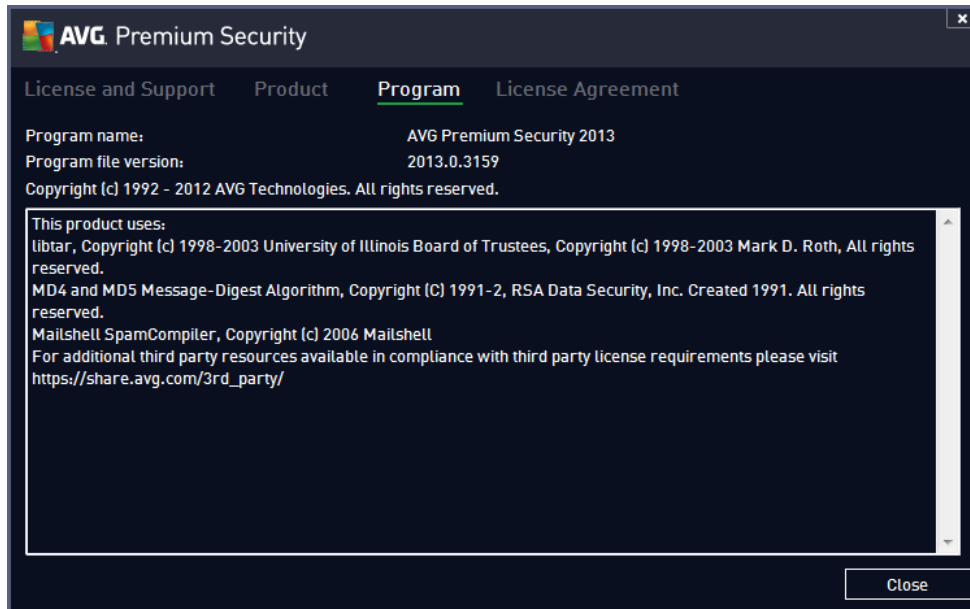 AVG. Premium Security
License and Support Product Program License Agreement
Program name: AVG Premium Security 2013
Program file version: 2013.0.3159
Copyright (c) 1992 - 2012 AVG Technologies. All rights reserved.
This product uses:
libtar, Copyright (c) 1998-2003 University of Illinois Board of Trustees, Copyright (c) 1998-2003 Mark D. Roth, All rights
reserved.
MD4 and MD5 Message-Digest Algorithm, Copyright (C) 1991-2, RSA Data Security, Inc. Created 1991. All rights
reserved.
Mailshell SpamCompiler, Copyright (c) 2006 Mailshell
For additional third party resources available in compliance with third party license requirements please visit
https://share.avg.com/3rd_party/
Close